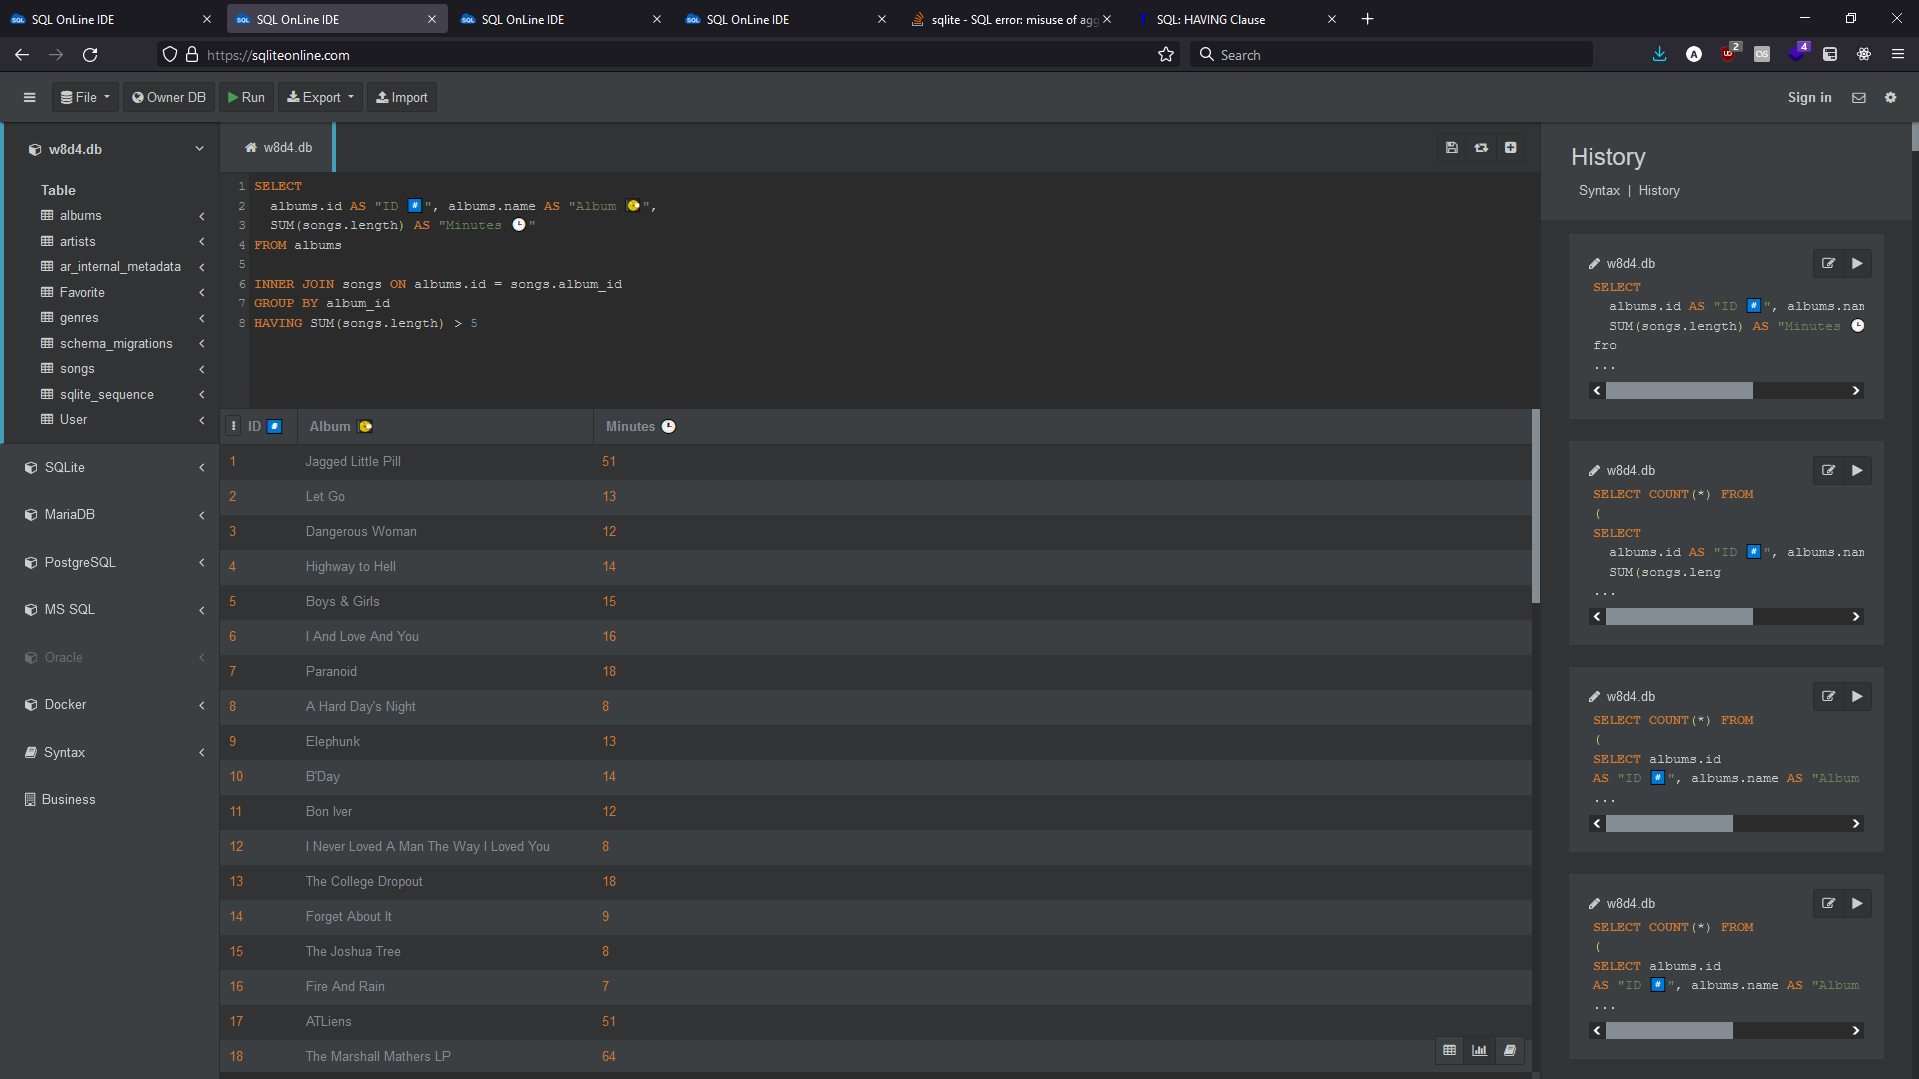 SQL OnLine IDE
SQL OnLine IDE
SQL OnLine IDE
SQL OnLine IDE
sqlite - SQL error: misuse of agg
SQL: HAVING Clause
https://sqliteonline.com
Search
2
4
File
Owner DB
Run
Export
Import
Sign in
w8d4.db
Table
albums
artists
ar_internal_metadata
Favorite
genres
schema_migrations
songs
sqlite_sequence
User
SQLite
MariaDB
PostgreSQL
MS SQL
Oracle
Docker
Syntax
Business
w8d4.db
1 SELECT
2 albums.id AS "ID #️⃣", albums.name AS "Album 💽",
3 SUM(songs.length) AS "Minutes 🕒"
4 FROM albums
5
6 INNER JOIN songs ON albums.id = songs.album_id
7 GROUP BY album_id
8 HAVING SUM(songs.length) > 5
ID #️⃣ Album 💽 Minutes 🕒
1 Jagged Little Pill 51
2 Let Go 13
3 Dangerous Woman 12
4 Highway to Hell 14
5 Boys & Girls 15
6 I And Love And You 16
7 Paranoid 18
8 A Hard Day's Night 8
9 Elephunk 13
10 B'Day 14
11 Bon Iver 12
12 I Never Loved A Man The Way I Loved You 8
13 The College Dropout 18
14 Forget About It 9
15 The Joshua Tree 8
16 Fire And Rain 7
17 ATLiens 51
18 The Marshall Mathers LP 64
History
Syntax | History
w8d4.db
SELECT
albums.id AS "ID #️⃣", albums.nam
SUM(songs.length) AS "Minutes 🕒
fro
...
w8d4.db
SELECT COUNT(*) FROM
(
SELECT
albums.id AS "ID #️⃣", albums.nam
SUM(songs.leng
...
w8d4.db
SELECT COUNT(*) FROM
(
SELECT albums.id
AS "ID #️⃣", albums.name AS "Album
...
w8d4.db
SELECT COUNT(*) FROM
(
SELECT albums.id
AS "ID #️⃣", albums.name AS "Album
...